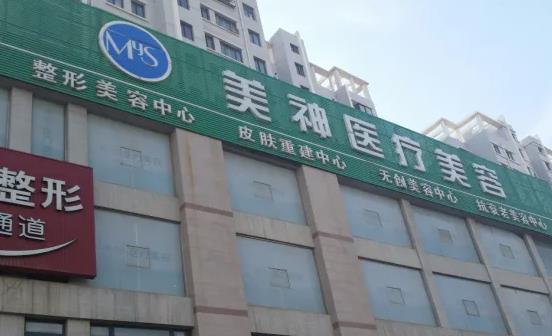 MYS
美神医疗美容
整形美容中心 皮肤重建中心 无创美容中心 抗衰老美容中心
整形
通道